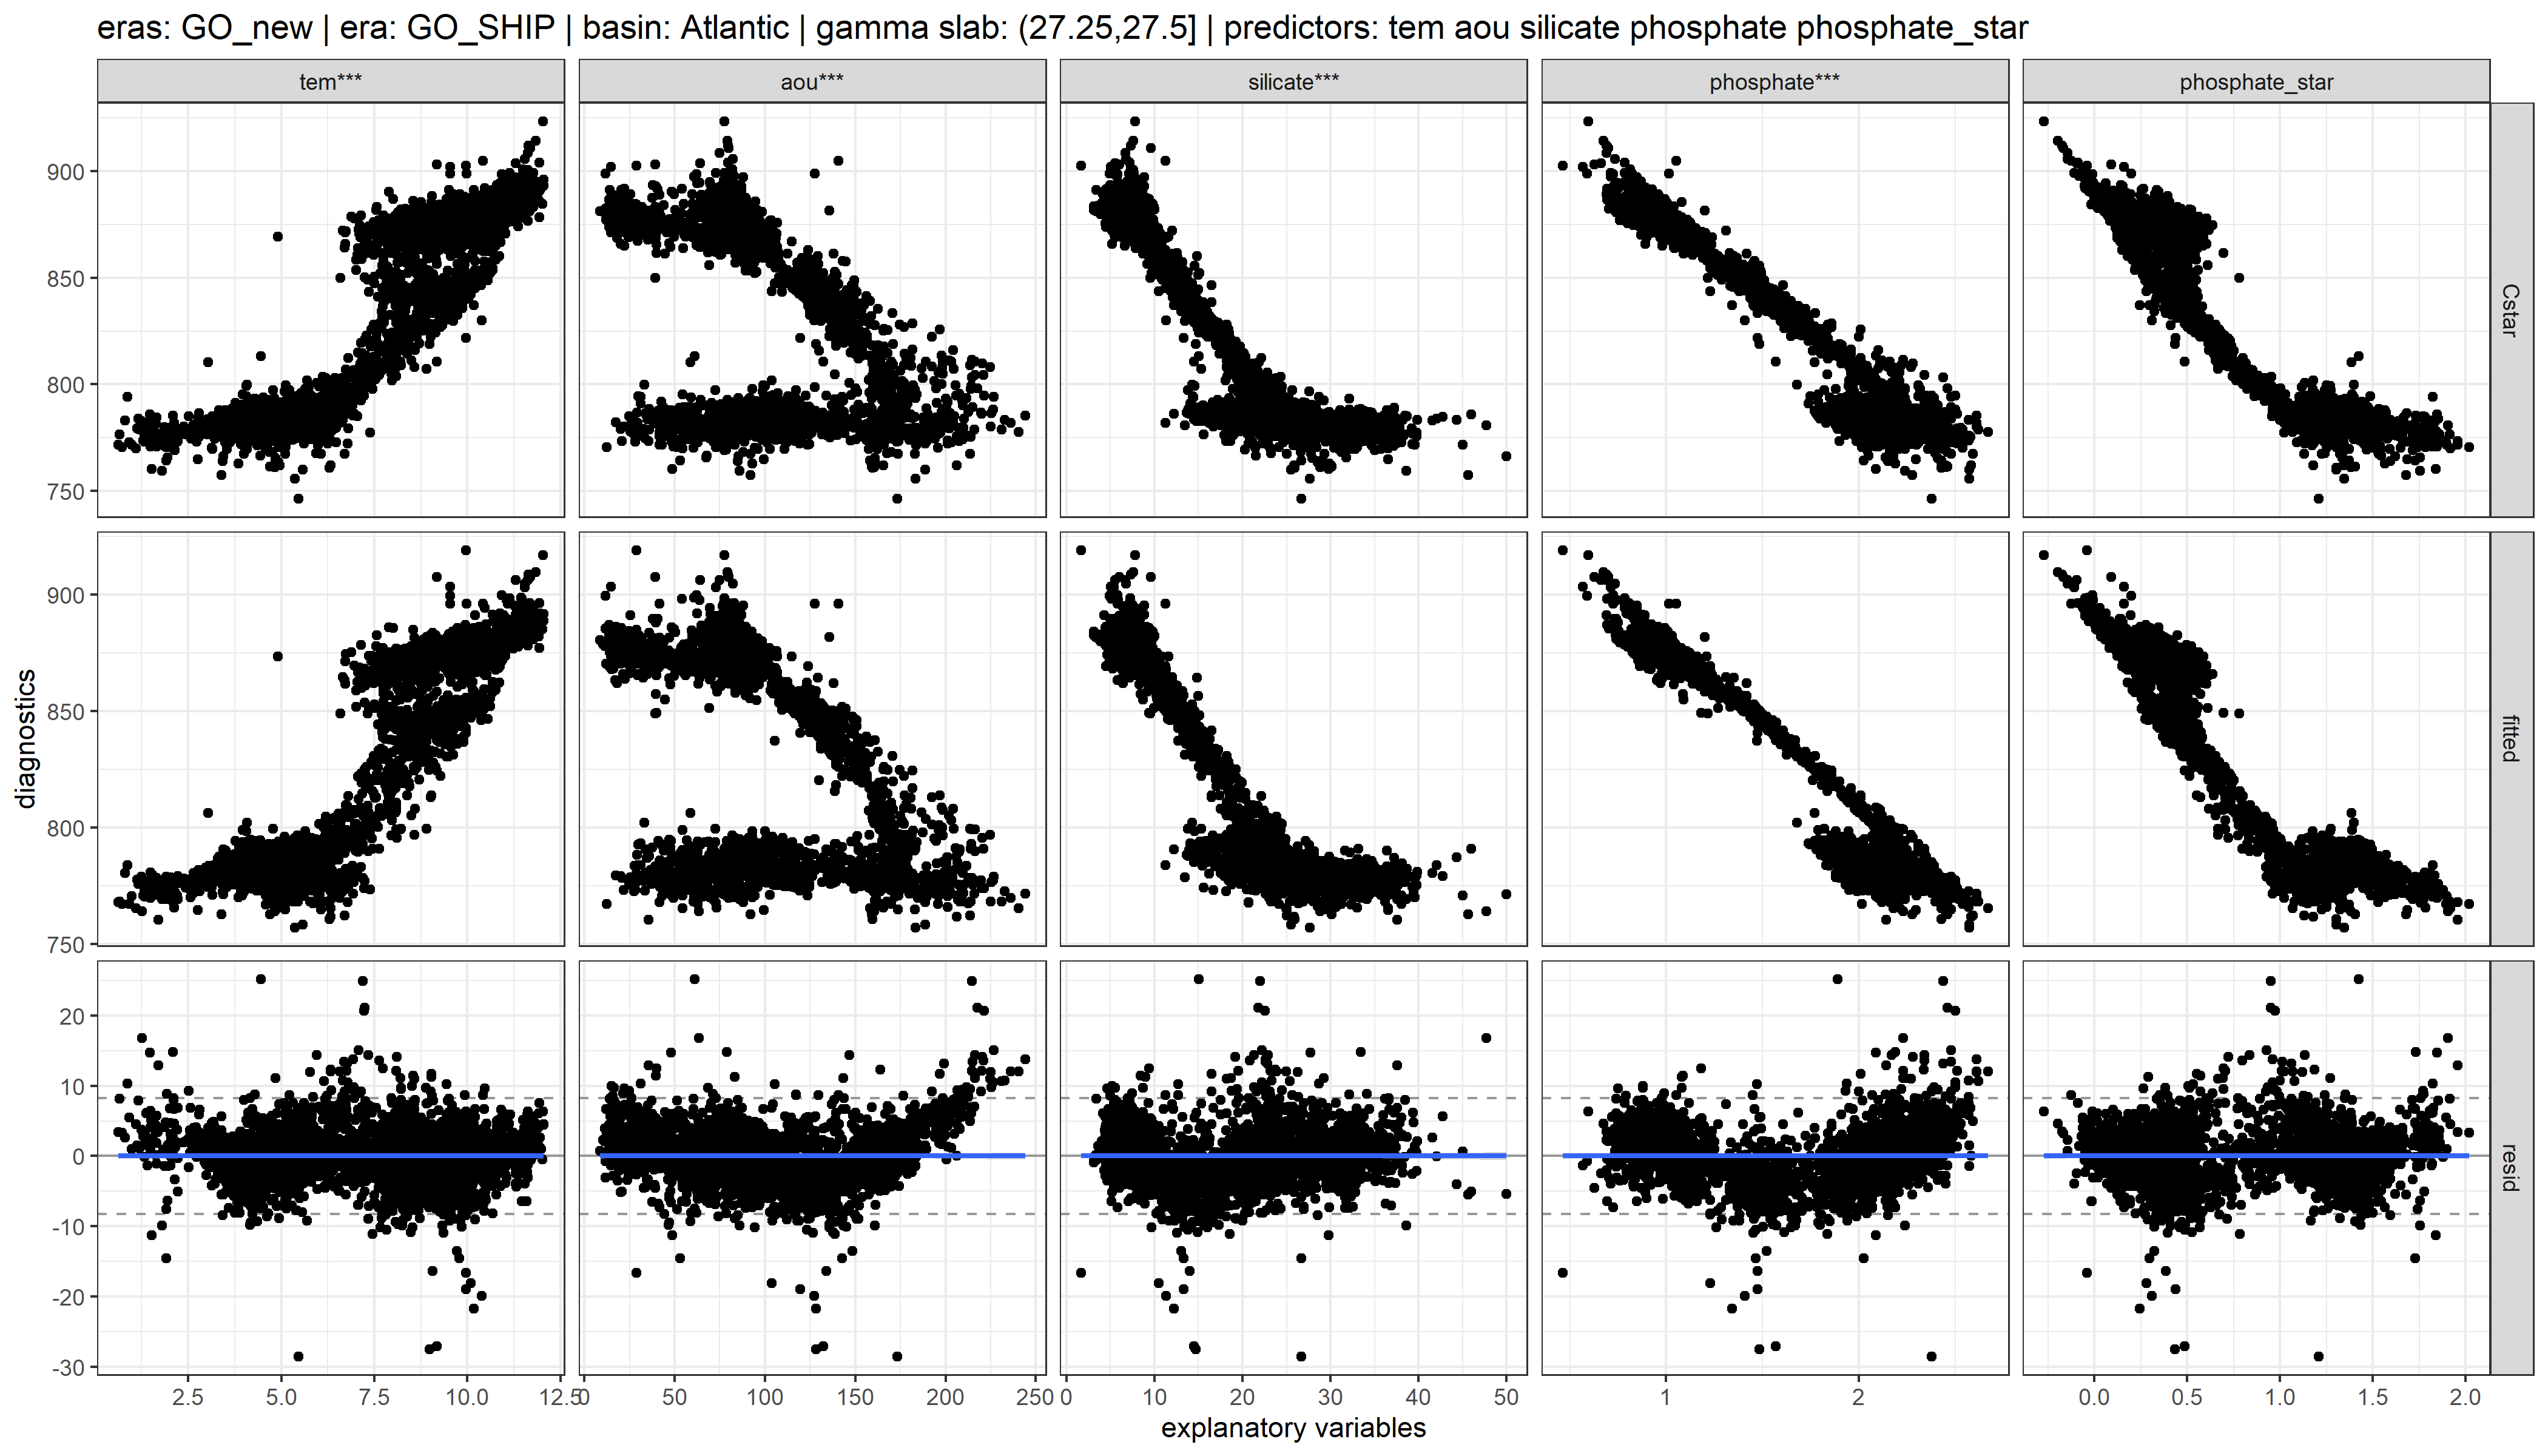 eras: GO_new | era: GO_SHIP | basin: Atlantic | gamma slab: (27.25,27.5] | predictors: tem aou silicate phosphate phosphate_star
tem*** aou*** silicate*** phosphate*** phosphate_star
900
850
800
750
Cstar
900
850
800
750
fitted
diagnostics
20
10
0
-10
-20
-30
resid
2.5 5.0 7.5 10.0 12.5 0 50 100 150 200 250 0 10 20 30 40 50 1 2 0.0 0.5 1.0 1.5 2.0
explanatory variables